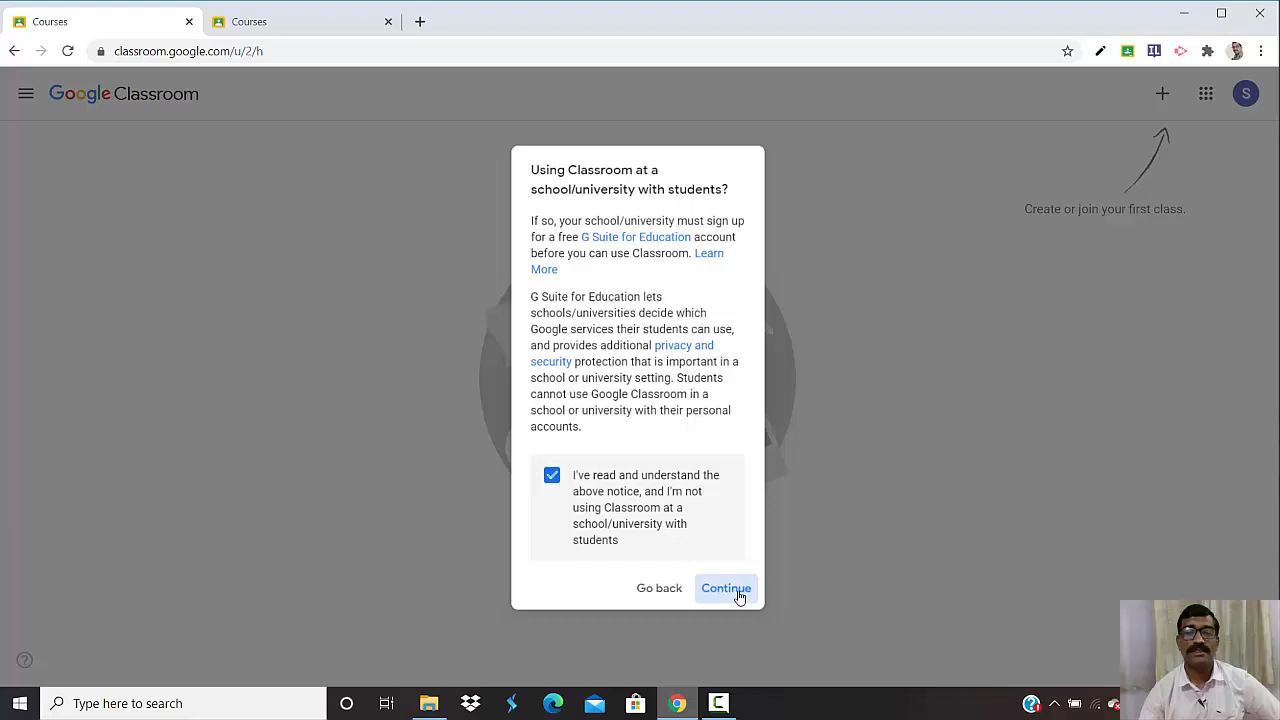 Courses
Courses
classroom.google.com/u/2/h
Google Classroom
S
Create or join your first class.
Using Classroom at a
school/university with students?
If so, your school/university must sign up
for a free G Suite for Education account
before you can use Classroom. Learn
More
G Suite for Education lets
schools/universities decide which
Google services their students can use,
and provides additional privacy and
security protection that is important in a
school or university setting. Students
cannot use Google Classroom in a
school or university with their personal
accounts.
I've read and understand the
above notice, and I'm not
using Classroom at a
school/university with
students
Go back
Continue
Type here to search